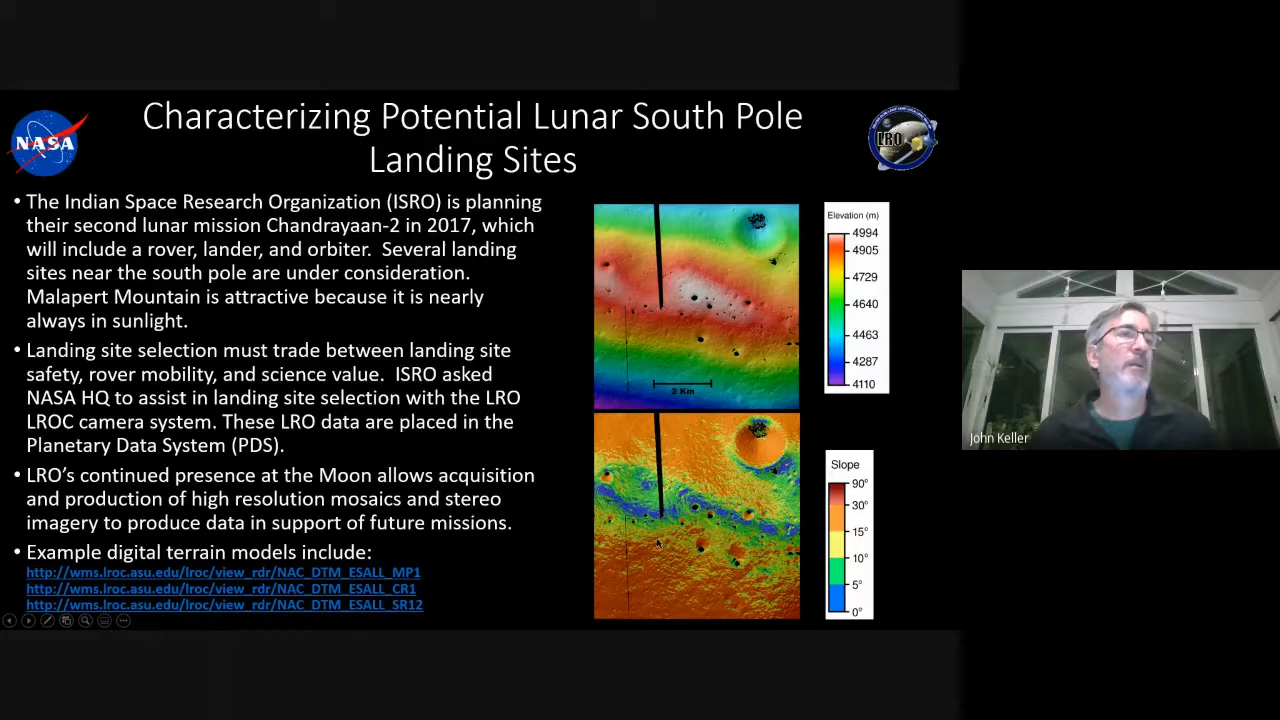 Characterizing Potential Lunar South Pole
Landing Sites
NASA
LRO
• The Indian Space Research Organization (ISRO) is planning
their second lunar mission Chandrayaan-2 in 2017, which
will include a rover, lander, and orbiter. Several landing
sites near the south pole are under consideration.
Malapert Mountain is attractive because it is nearly
always in sunlight.
• Landing site selection must trade between landing site
safety, rover mobility, and science value. ISRO asked
NASA HQ to assist in landing site selection with the LRO
LROC camera system. These LRO data are placed in the
Planetary Data System (PDS).
• LRO's continued presence at the Moon allows acquisition
and production of high resolution mosaics and stereo
imagery to produce data in support of future missions.
• Example digital terrain models include:
http://wms.lroc.asu.edu/lroc/view_rdr/NAC_DTM_ESALL_MP1
http://wms.lroc.asu.edu/lroc/view_rdr/NAC_DTM_ESALL_CR1
http://wms.lroc.asu.edu/lroc/view_rdr/NAC_DTM_ESALL_SR12
2 Km
Elevation (m)
4994
4905
4729
4640
4463
4287
4110
Slope
90°
30°
15°
10°
5°
0°
John Keller